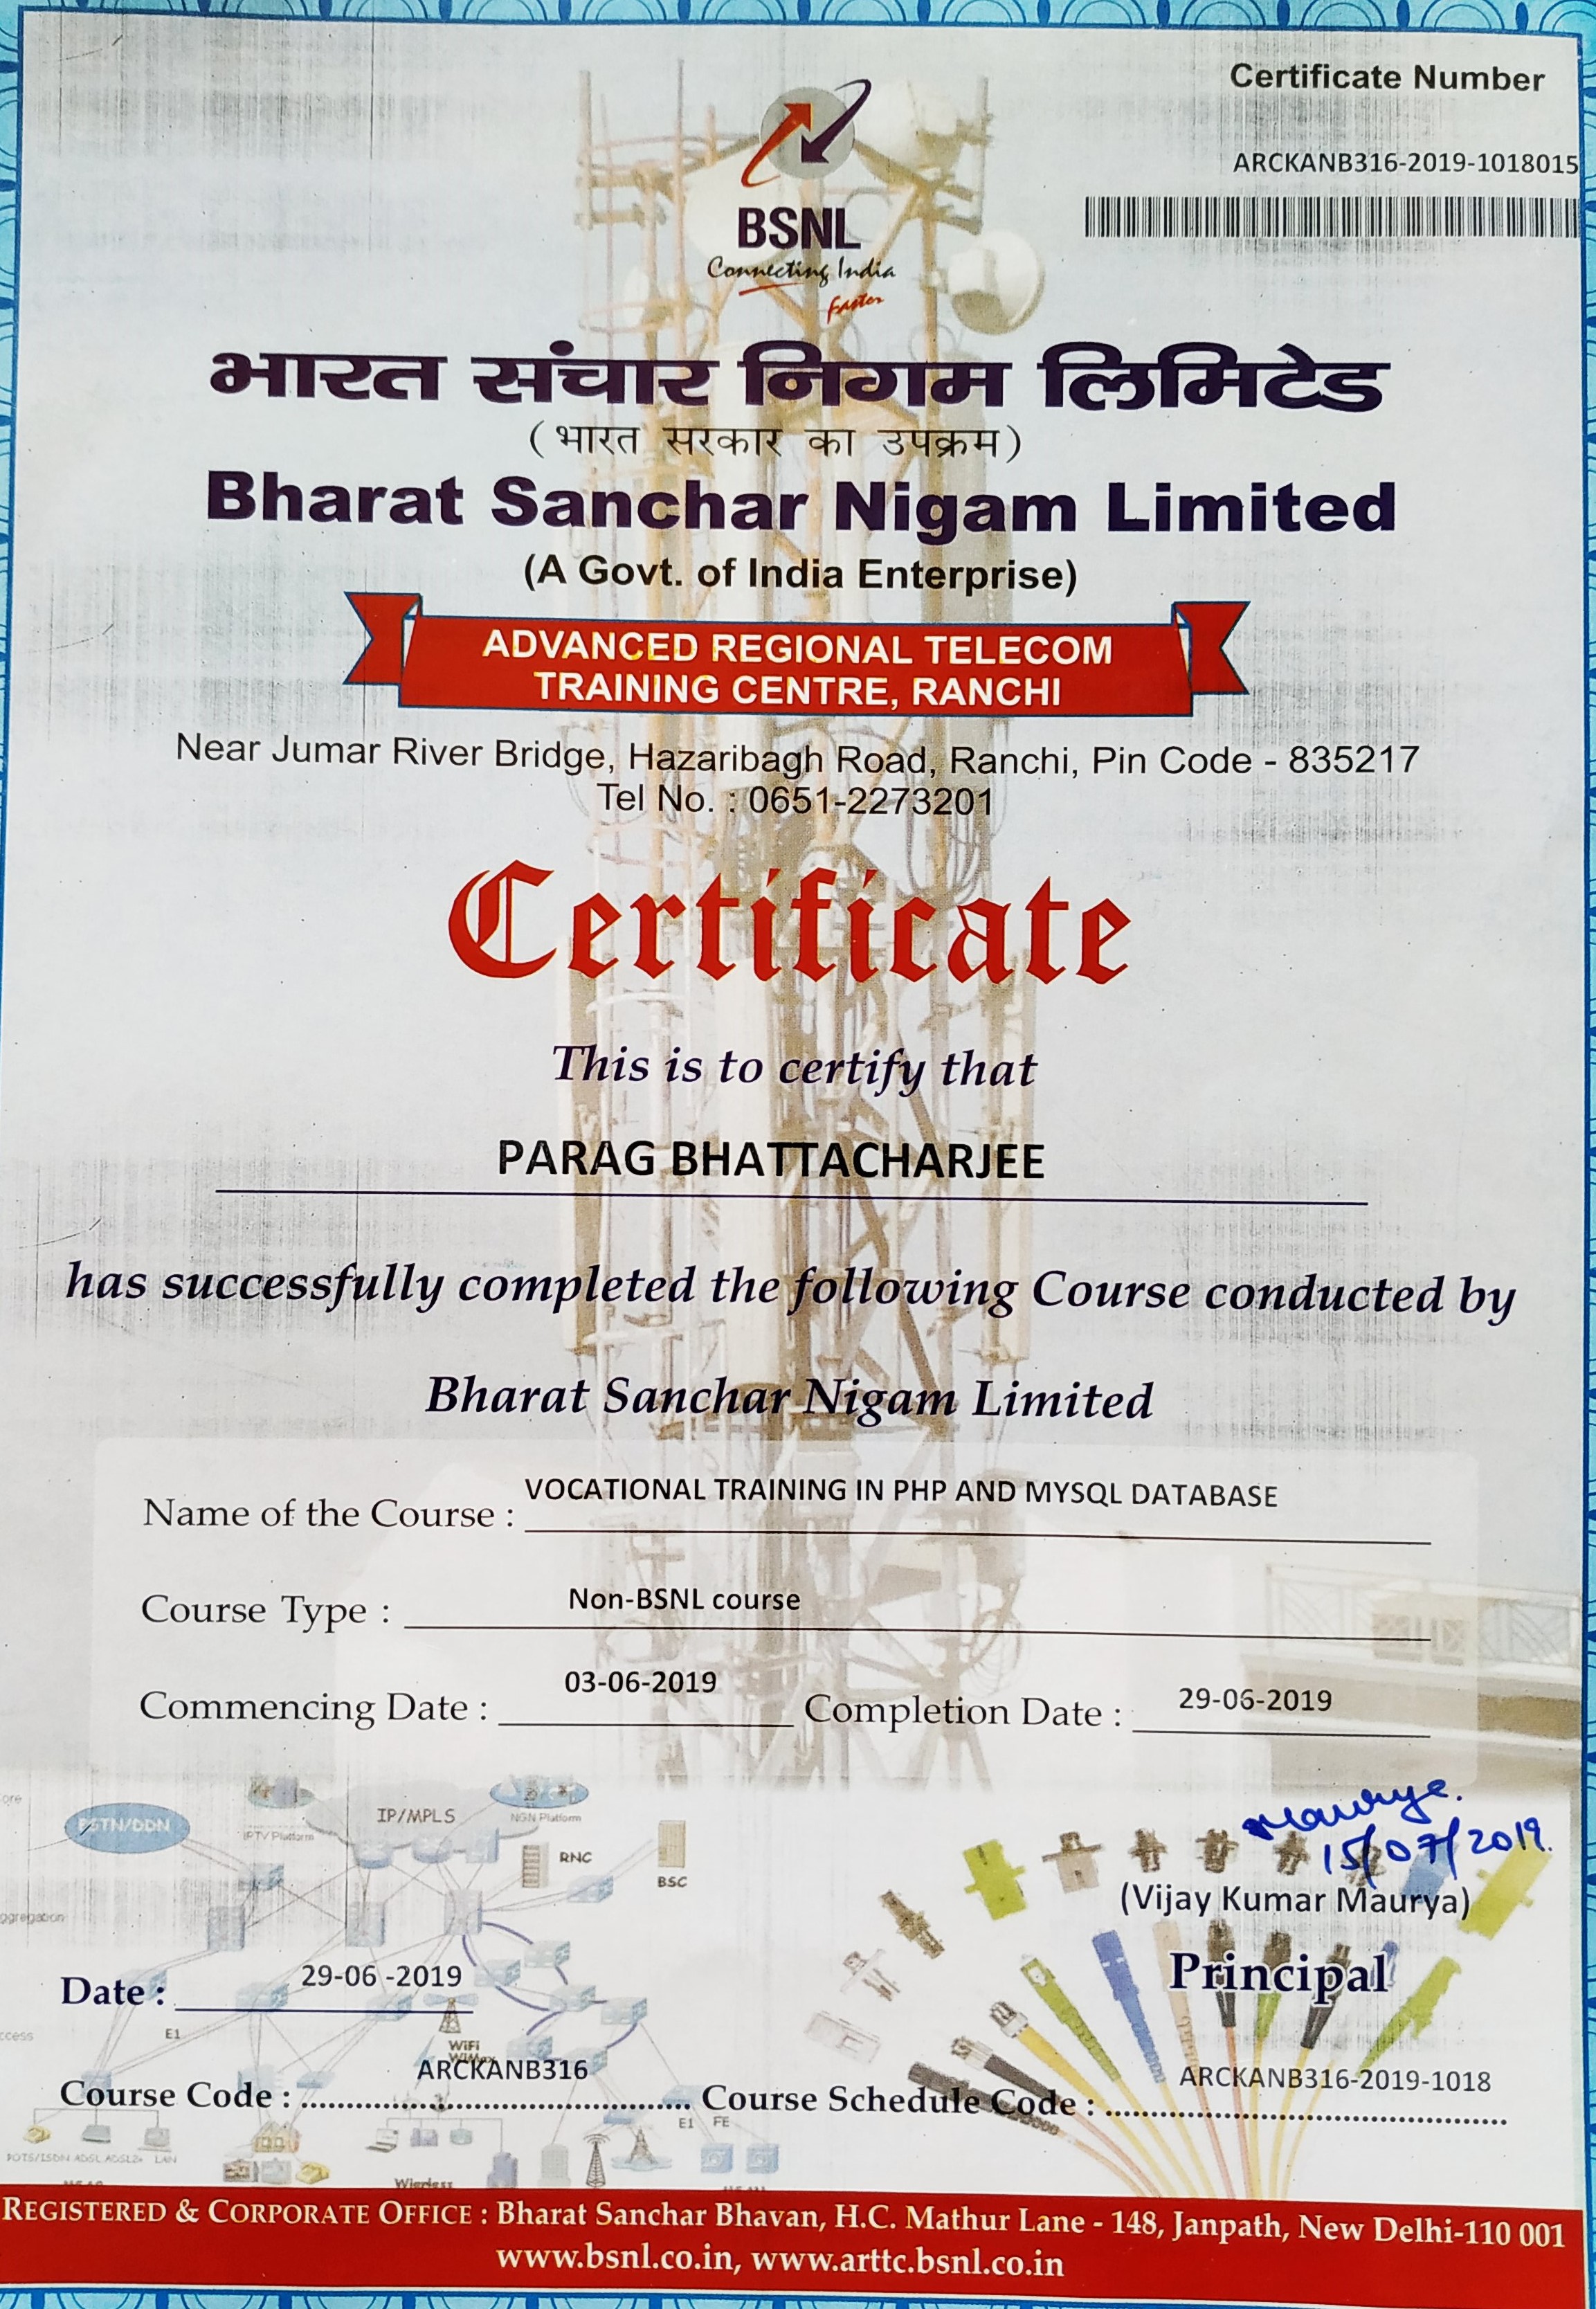 Certificate Number
ARCKANB316-2019-1018015
BSNL
Connecting India
faster
भारत संचार निगम लिमिटेड
(भारत सरकार का उपक्रम)
Bharat Sanchar Nigam Limited
(A Govt. of India Enterprise)
ADVANCED REGIONAL TELECOM
TRAINING CENTRE, RANCHI
Near Jumar River Bridge, Hazaribagh Road, Ranchi, Pin Code - 835217
Tel No. : 0651-2273201
Certificate
This is to certify that
PARAG BHATTACHARJEE
has successfully completed the following Course conducted by
Bharat Sanchar Nigam Limited
Name of the Course : VOCATIONAL TRAINING IN PHP AND MYSQL DATABASE
Course Type : Non-BSNL course
Commencing Date : 03-06-2019 Completion Date : 29-06-2019
PSTN/DDN
IPTV Platform
IP/MPLS
NGN Platform
RNC
BSC
Maurya.
15/07/2019.
(Vijay Kumar Maurya)
Principal
Date : 29-06-2019
E1
WiFi
Course Code : ARCKANB316 Course Schedule Code : ARCKANB316-2019-1018
E1 FE
POTS/ISDN ADSL ADSL2+ LAN
Wireless
REGISTERED & CORPORATE OFFICE : Bharat Sanchar Bhavan, H.C. Mathur Lane - 148, Janpath, New Delhi-110 001
www.bsnl.co.in, www.arttc.bsnl.co.in